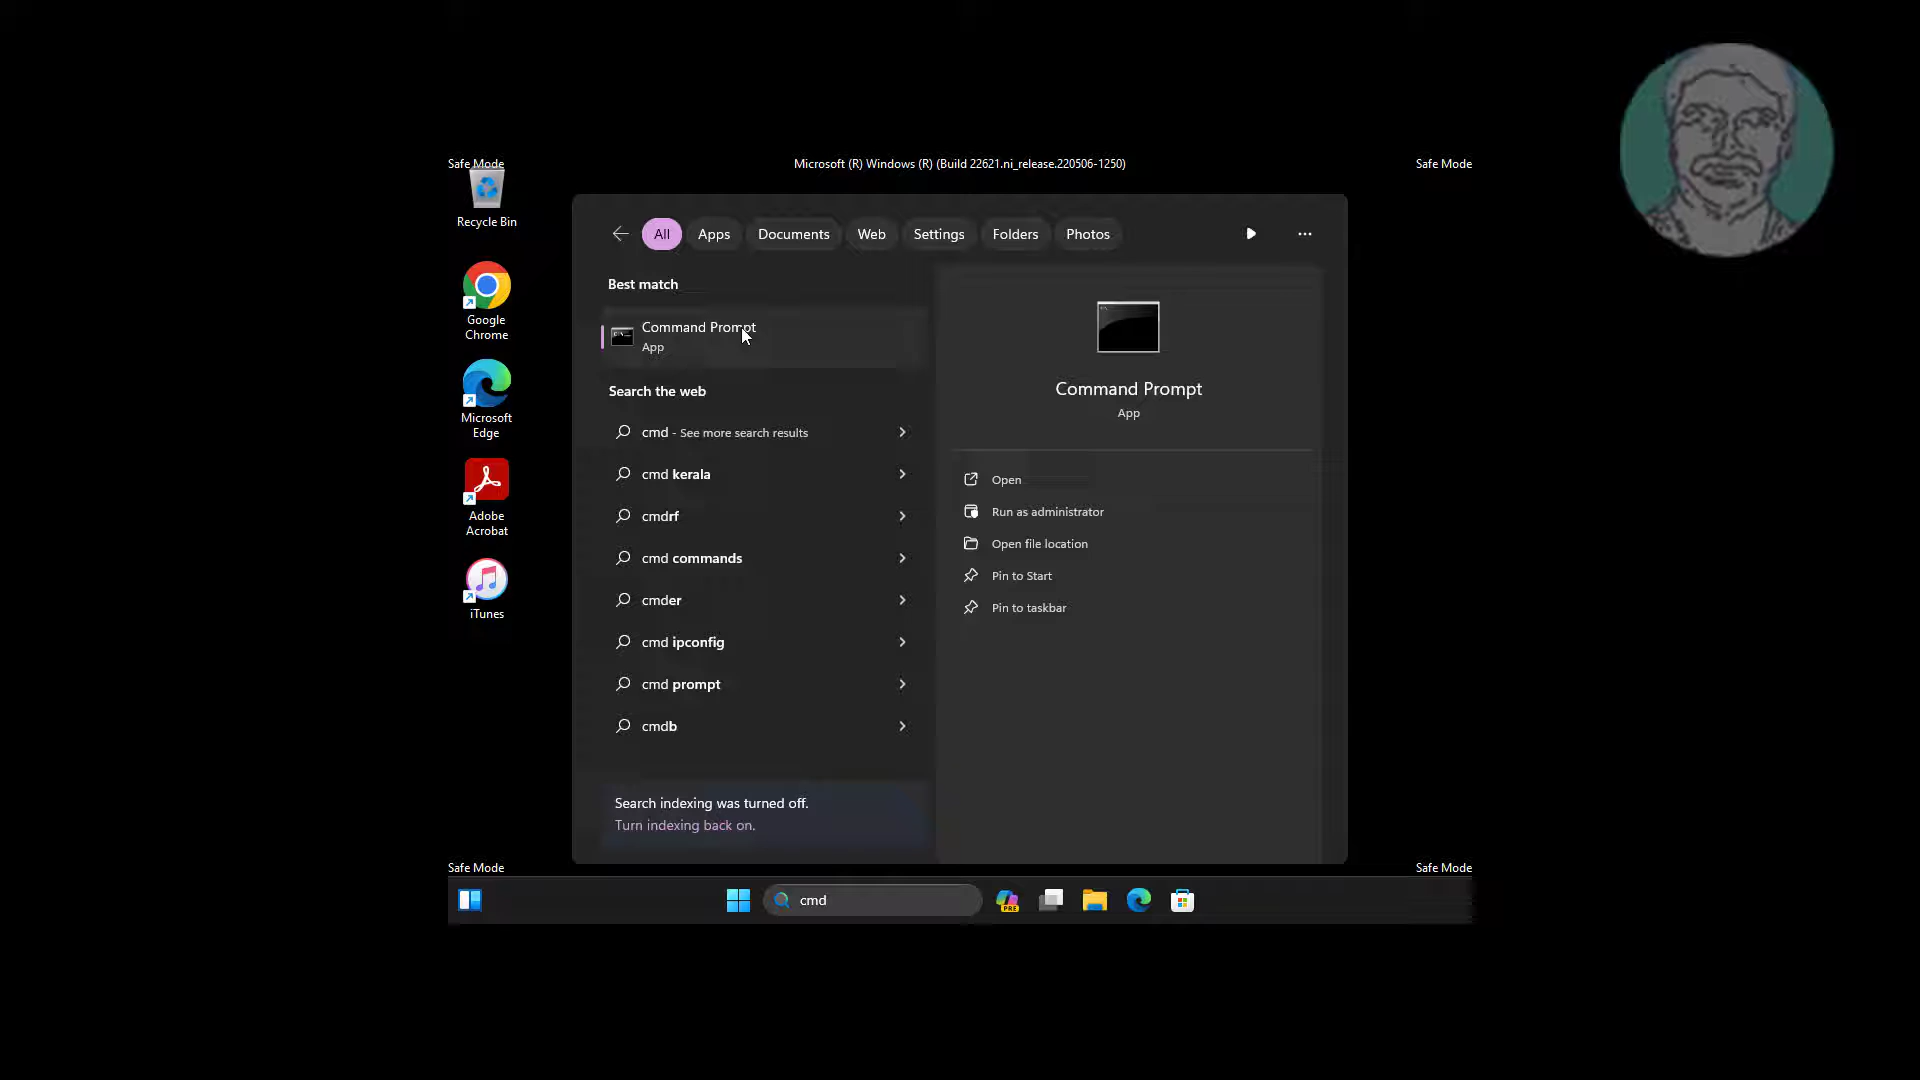 Safe Mode
Microsoft (R) Windows (R) (Build 22621.ni_release.220506-1250)
Safe Mode
Recycle Bin
Google
Chrome
Microsoft
Edge
Adobe
Acrobat
iTunes
All
Apps
Documents
Web
Settings
Folders
Photos
Best match
Command Prompt
App
Search the web
cmd - See more search results
cmd kerala
cmdrf
cmd commands
cmder
cmd ipconfig
cmd prompt
cmdb
Search indexing was turned off.
Turn indexing back on.
Command Prompt
App
Open
Run as administrator
Open file location
Pin to Start
Pin to taskbar
Safe Mode
Safe Mode
cmd
PRE